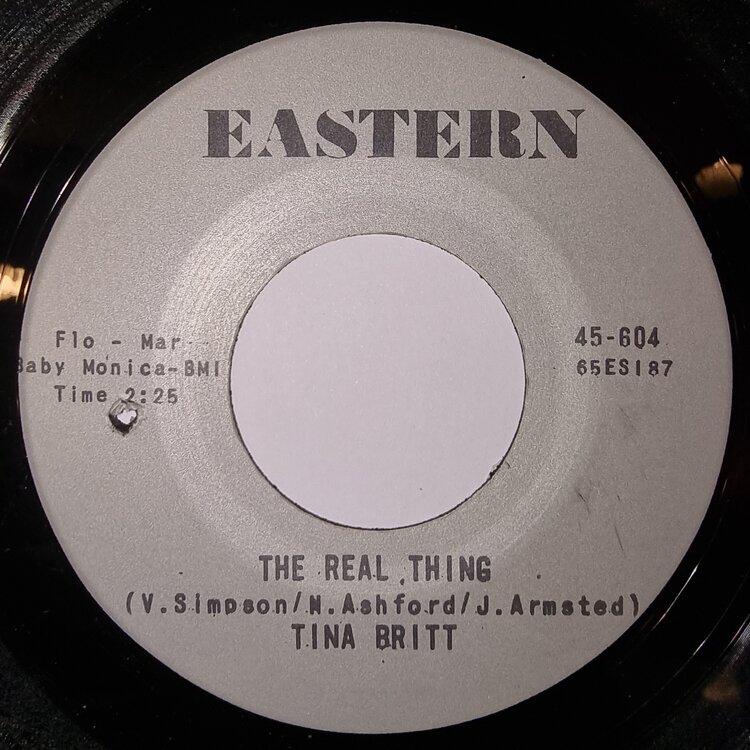 EASTERN
Flo - Mar
Baby Monica-BMI
Time 2:25
45-604
65ES187
THE REAL THING
(V.Simpson/N.Ashford/J.Armsted)
TINA BRITT